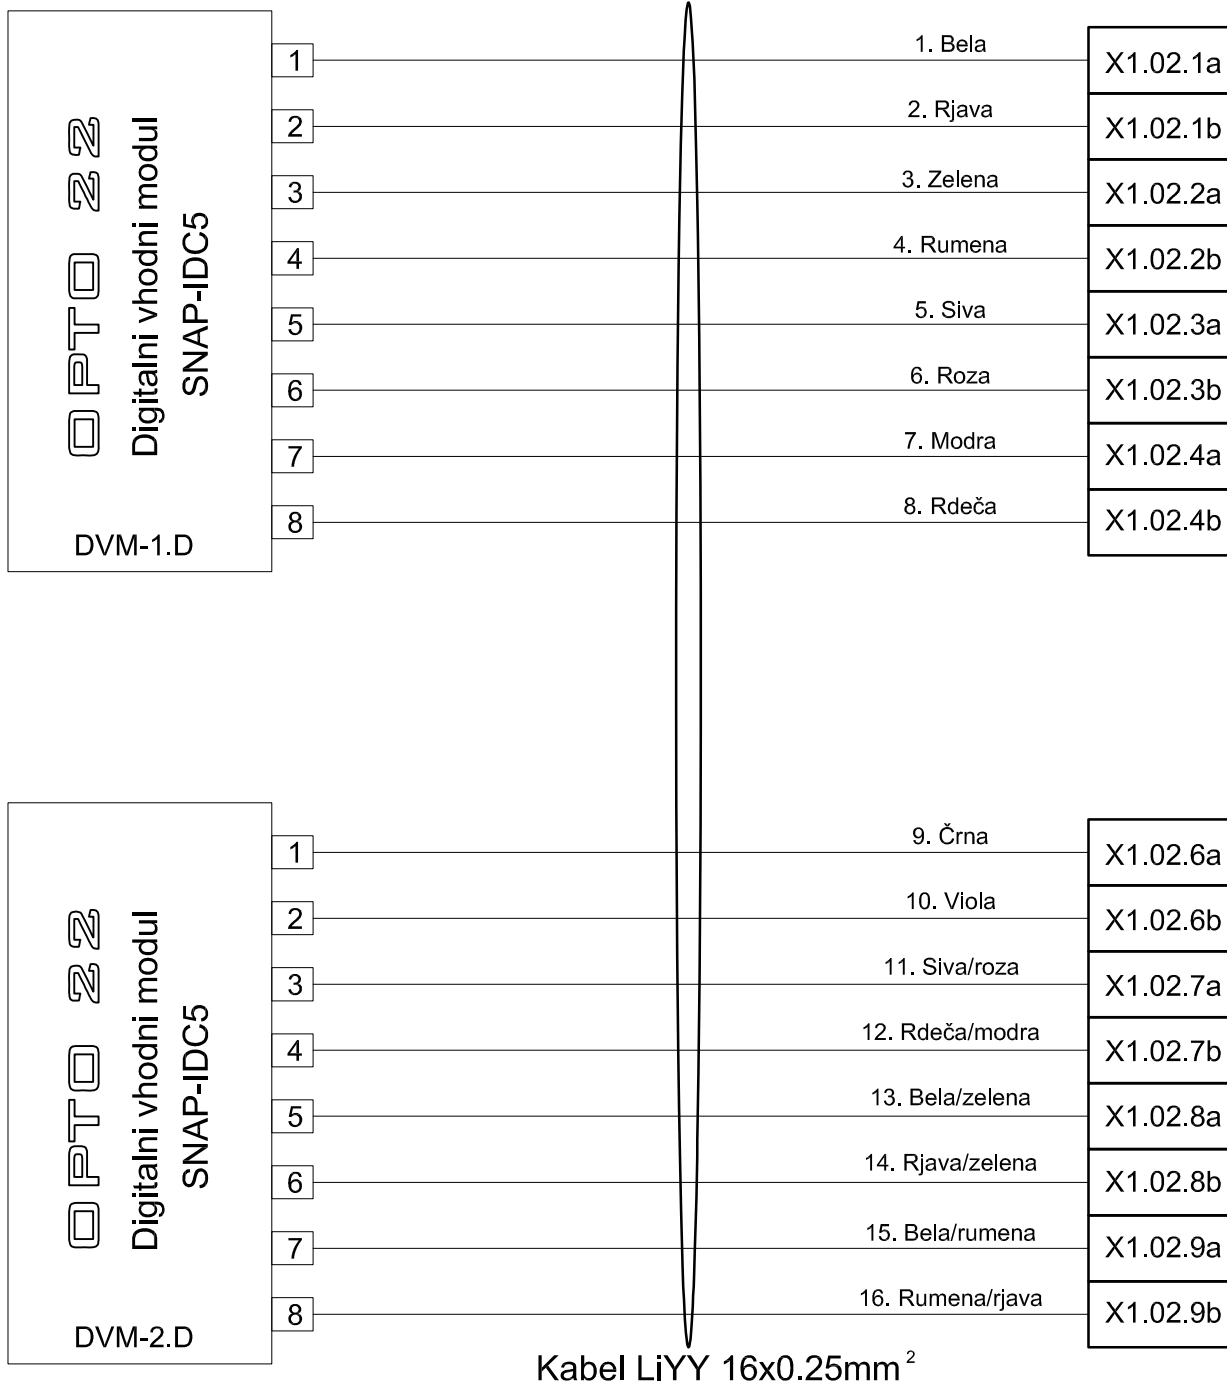 OPTO 22
Digitalni vhodni modul
SNAP-IDC5
DVM-1.D
1 1. Bela X1.02.1a
2 2. Rjava X1.02.1b
3 3. Zelena X1.02.2a
4 4. Rumena X1.02.2b
5 5. Siva X1.02.3a
6 6. Roza X1.02.3b
7 7. Modra X1.02.4a
8 8. Rdeča X1.02.4b
OPTO 22
Digitalni vhodni modul
SNAP-IDC5
DVM-2.D
1 9. Črna X1.02.6a
2 10. Viola X1.02.6b
3 11. Siva/roza X1.02.7a
4 12. Rdeča/modra X1.02.7b
5 13. Bela/zelena X1.02.8a
6 14. Rjava/zelena X1.02.8b
7 15. Bela/rumena X1.02.9a
8 16. Rumena/rjava X1.02.9b
Kabel LiYY 16x0.25mm²